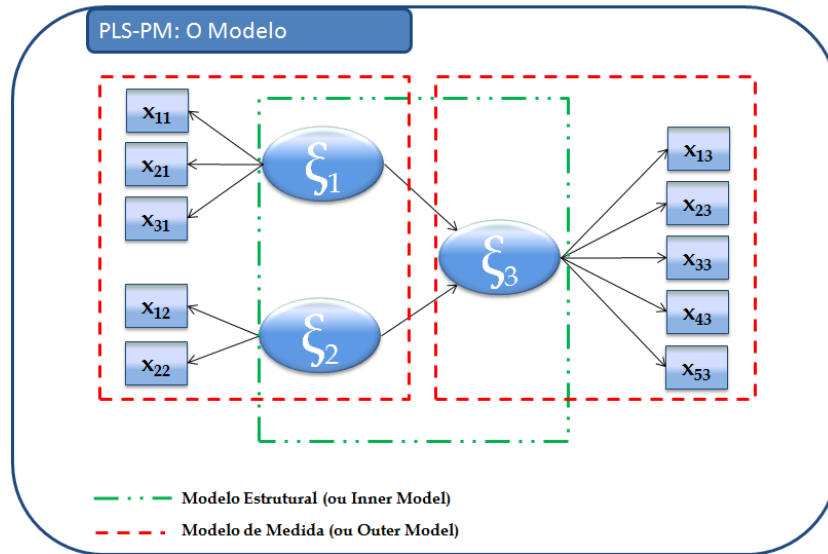 PLS-PM: O Modelo
x11
x21
x31
x12
x22
ξ1
ξ2
ξ3
x13
x23
x33
x43
x53
Modelo Estrutural (ou Inner Model)
Modelo de Medida (ou Outer Model)